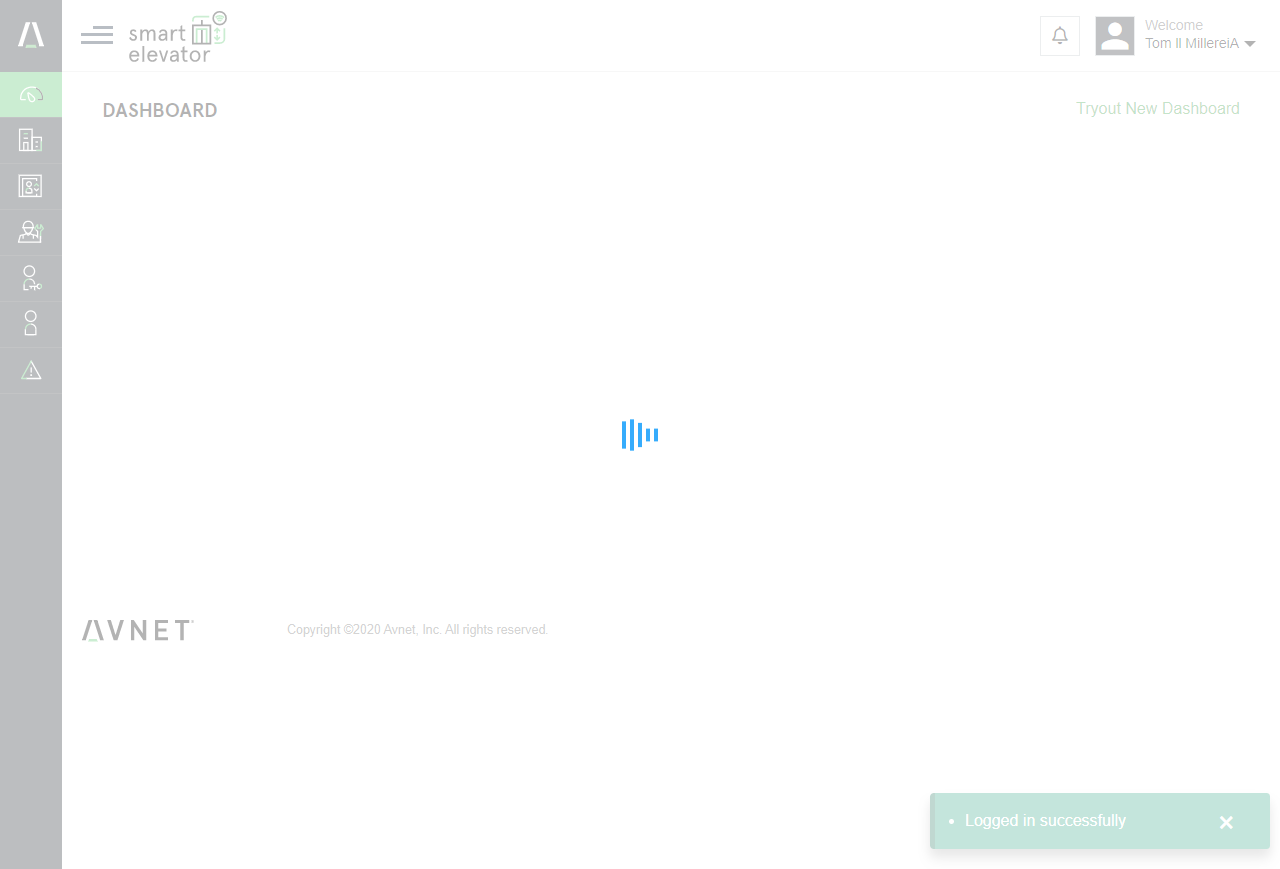 smart
elevator
Welcome
Tom II MillereiA
DASHBOARD
Tryout New Dashboard
AVNET
Copyright ©2020 Avnet, Inc. All rights reserved.
• Logged in successfully ×